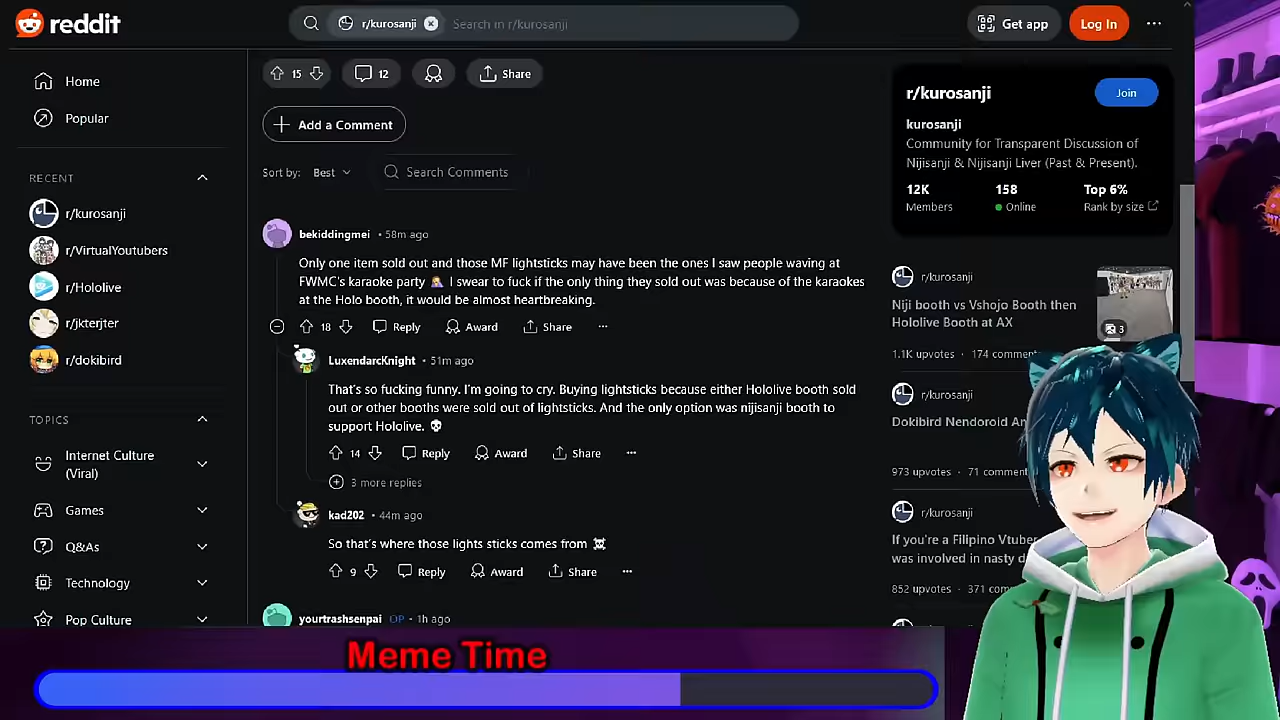 reddit
r/kurosanji
Search in r/kurosanji
Get app
Log In
Home
Popular
RECENT
r/kurosanji
r/VirtualYoutubers
r/Hololive
r/jkterjter
r/dokibird
TOPICS
Internet Culture
(Viral)
Games
Q&As
Technology
Pop Culture
15
12
Share
Add a Comment
Sort by:
Best
Search Comments
bekiddingmei • 58m ago
Only one item sold out and those MF lightsticks may have been the ones I saw people waving at
FWMC's karaoke party 🤦‍♀️ I swear to fuck if the only thing they sold out was because of the karaokes
at the Holo booth, it would be almost heartbreaking.
18 Reply Award Share ...
LuxendarcKnight • 51m ago
That's so fucking funny. I'm going to cry. Buying lightsticks because either Hololive booth sold
out or other booths were sold out of lightsticks. And the only option was nijisanji booth to
support Hololive. 💀
14 Reply Award Share ...
3 more replies
kad202 • 44m ago
So that's where those lights sticks comes from ☠️
9 Reply Award Share ...
yourtrashsenpai OP • 1h ago
r/kurosanji
Join
kurosanji
Community for Transparent Discussion of
Nijisanji & Nijisanji Liver (Past & Present).
12K 158 Top 6%
Members Online Rank by size
r/kurosanji
Niji booth vs Vshojo Booth then
Hololive Booth at AX
3
1.1K upvotes • 174 comment
r/kurosanji
Dokibird Nendoroid An
973 upvotes • 71 comment
r/kurosanji
If you're a Filipino Vtuber
was involved in nasty d
852 upvotes • 371 com
Meme Time